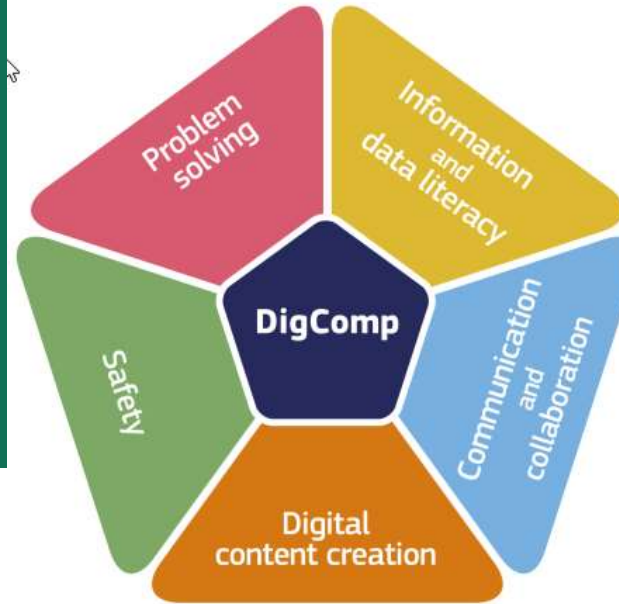 Problem
solving
Information
and
data literacy
DigComp
Safety
Communication
and
collaboration
Digital
content creation